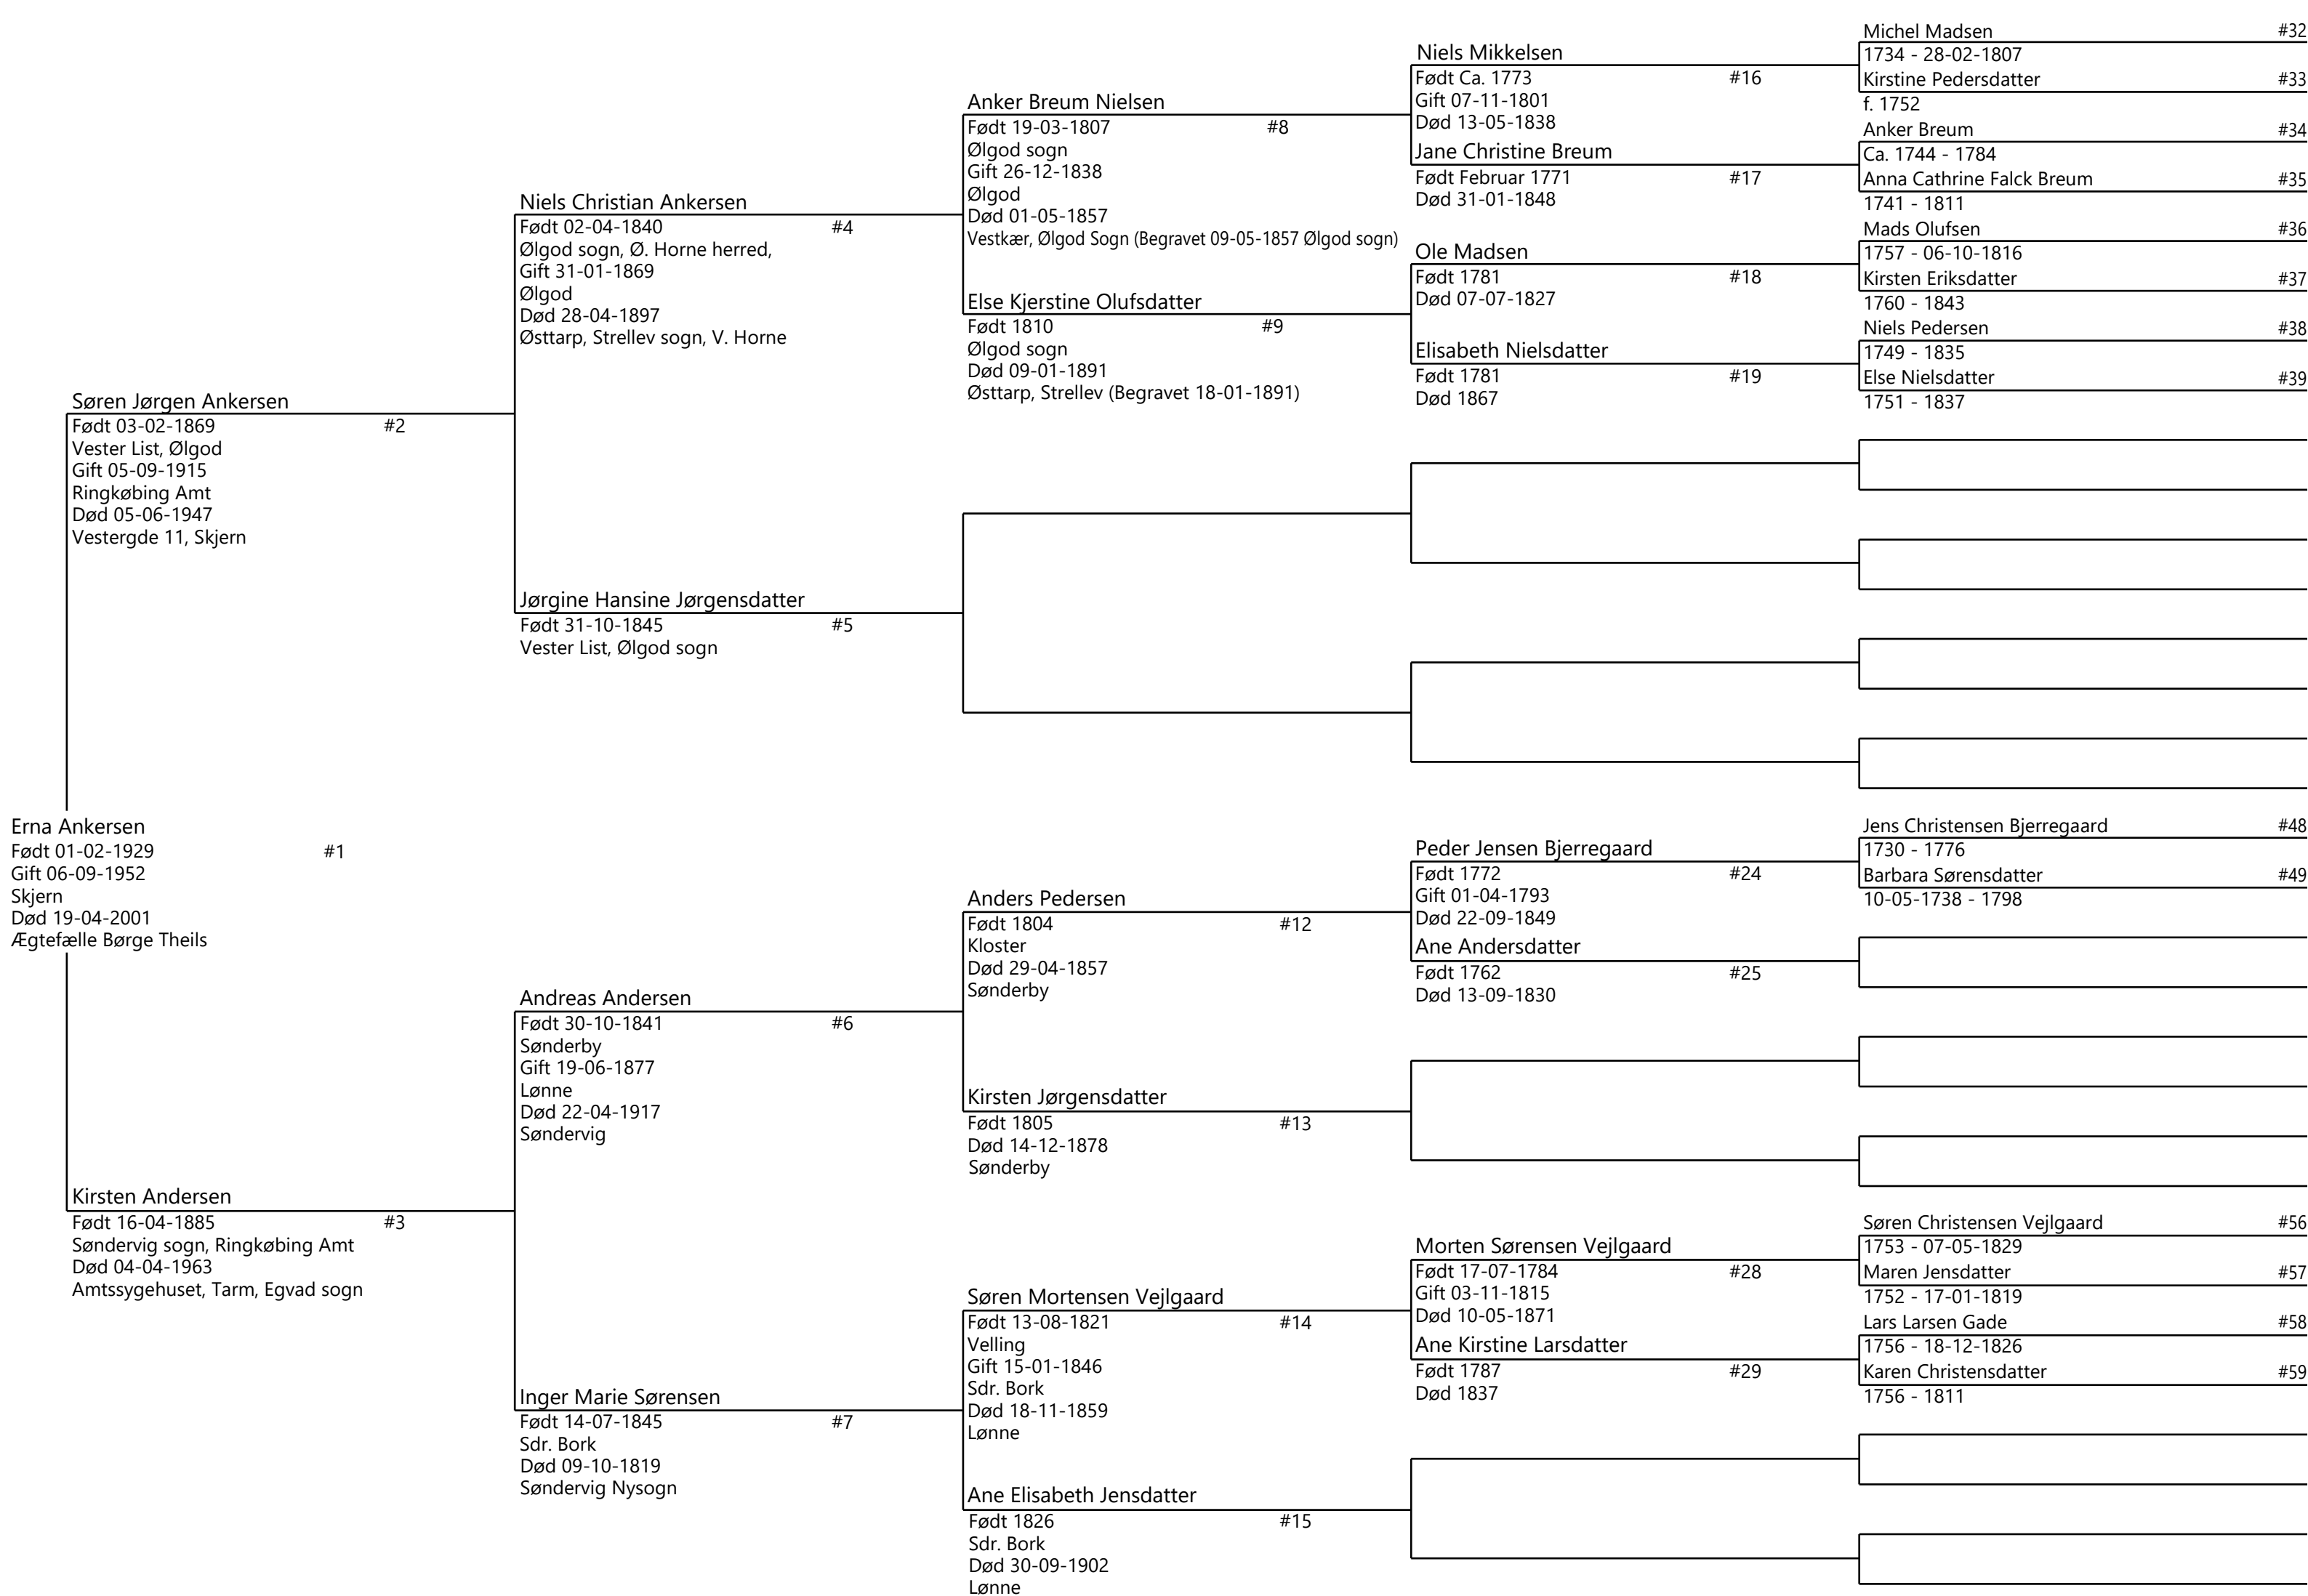 Erna Ankersen
Født 01-02-1929 #1
Gift 06-09-1952
Skjern
Død 19-04-2001
Ægtefælle Børge Theils
Søren Jørgen Ankersen
Født 03-02-1869 #2
Vester List, Ølgod
Gift 05-09-1915
Ringkøbing Amt
Død 05-06-1947
Vestergde 11, Skjern
Kirsten Andersen
Født 16-04-1885 #3
Søndervig sogn, Ringkøbing Amt
Død 04-04-1963
Amtssygehuset, Tarm, Egvad sogn
Niels Christian Ankersen
Født 02-04-1840 #4
Ølgod sogn, Ø. Horne herred,
Gift 31-01-1869
Ølgod
Død 28-04-1897
Østtarp, Strellev sogn, V. Horne
Jørgine Hansine Jørgensdatter
Født 31-10-1845 #5
Vester List, Ølgod sogn
Andreas Andersen
Født 30-10-1841 #6
Sønderby
Gift 19-06-1877
Lønne
Død 22-04-1917
Søndervig
Inger Marie Sørensen
Født 14-07-1845 #7
Sdr. Bork
Død 09-10-1819
Søndervig Nysogn
Anker Breum Nielsen
Født 19-03-1807 #8
Ølgod sogn
Gift 26-12-1838
Ølgod
Død 01-05-1857
Vestkær, Ølgod Sogn (Begravet 09-05-1857 Ølgod sogn)
Else Kjerstine Olufsdatter
Født 1810 #9
Ølgod sogn
Død 09-01-1891
Østtarp, Strellev (Begravet 18-01-1891)
Anders Pedersen
Født 1804 #12
Kloster
Død 29-04-1857
Sønderby
Kirsten Jørgensdatter
Født 1805 #13
Død 14-12-1878
Sønderby
Søren Mortensen Vejlgaard
Født 13-08-1821 #14
Velling
Gift 15-01-1846
Sdr. Bork
Død 18-11-1859
Lønne
Ane Elisabeth Jensdatter
Født 1826 #15
Sdr. Bork
Død 30-09-1902
Lønne
Niels Mikkelsen
Født Ca. 1773 #16
Gift 07-11-1801
Død 13-05-1838
Jane Christine Breum
Født Februar 1771 #17
Død 31-01-1848
Ole Madsen
Født 1781 #18
Død 07-07-1827
Elisabeth Nielsdatter
Født 1781 #19
Død 1867
Peder Jensen Bjerregaard
Født 1772 #24
Gift 01-04-1793
Død 22-09-1849
Ane Andersdatter
Født 1762 #25
Død 13-09-1830
Morten Sørensen Vejlgaard
Født 17-07-1784 #28
Gift 03-11-1815
Død 10-05-1871
Ane Kirstine Larsdatter
Født 1787 #29
Død 1837
Michel Madsen #32
1734 - 28-02-1807
Kirstine Pedersdatter #33
f. 1752
Anker Breum #34
Ca. 1744 - 1784
Anna Cathrine Falck Breum #35
1741 - 1811
Mads Olufsen #36
1757 - 06-10-1816
Kirsten Eriksdatter #37
1760 - 1843
Niels Pedersen #38
1749 - 1835
Else Nielsdatter #39
1751 - 1837
Jens Christensen Bjerregaard #48
1730 - 1776
Barbara Sørensdatter #49
10-05-1738 - 1798
Søren Christensen Vejlgaard #56
1753 - 07-05-1829
Maren Jensdatter #57
1752 - 17-01-1819
Lars Larsen Gade #58
1756 - 18-12-1826
Karen Christensdatter #59
1756 - 1811